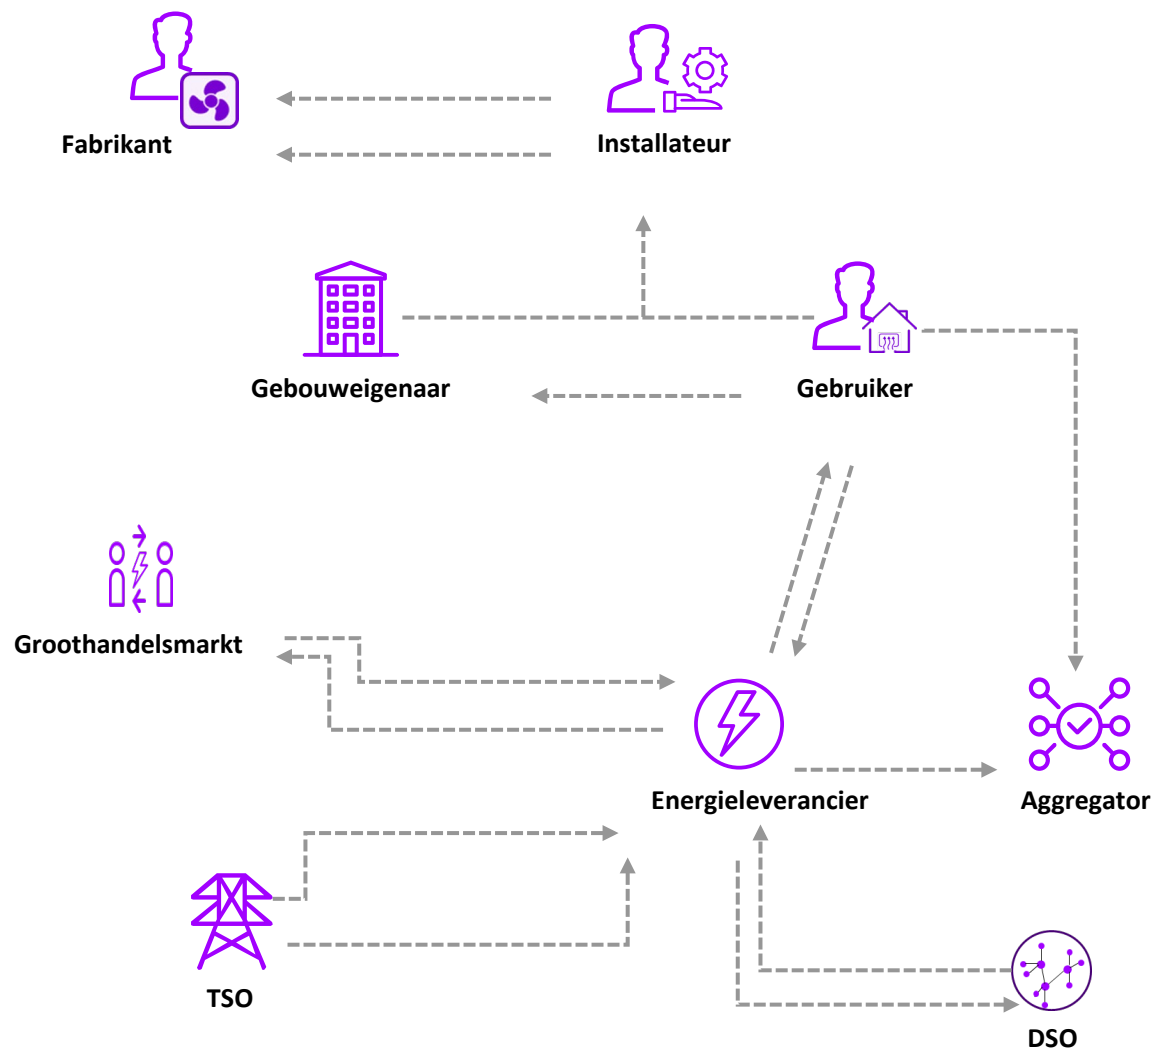 Fabrikant
Installateur
Gebouweigenaar
Gebruiker
Groothandelsmarkt
Energieleverancier
Aggregator
TSO
DSO